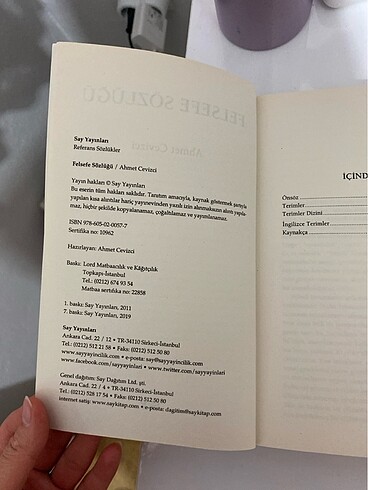 FELSEFE SÖZLÜĞÜ
Ahmet Cevizci
Say Yayınları
Referans Sözlükler
Felsefe Sözlüğü / Ahmet Cevizci
Yayın hakları © Say Yayınları
Bu eserin tüm hakları saklıdır. Tanıtım amacıyla, kaynak göstermek şartıyla
yapılan kısa alıntılar hariç yayınevinden yazılı izin alınmaksızın alıntı yapıla-
maz, hiçbir şekilde kopyalanamaz, çoğaltılamaz ve yayımlanamaz.
ISBN 978-605-02-0057-7
Sertifika no: 10962
Hazırlayan: Ahmet Cevizci
Baskı: Lord Matbaacılık ve Kâğıtçılık
Topkapı-İstanbul
Tel.: (0212) 674 93 54
Matbaa sertifika no: 22858
1. baskı: Say Yayınları, 2011
7. baskı: Say Yayınları, 2019
Say Yayınları
Ankara Cad. 22 / 12 • TR-34110 Sirkeci-İstanbul
Tel.: (0212) 512 21 58 • Faks: (0212) 512 50 80
www.sayyayincilik.com • e-posta: say@sayyayincilik.com
www.facebook.com/sayyayinlari • www.twitter.com/sayyayinlari
Genel dağıtım: Say Dağıtım Ltd. şti.
Ankara Cad. 22 / 4 • TR-34110 Sirkeci-İstanbul
Tel.: (0212) 528 17 54 • Faks: (0212) 512 50 80
internet satış: www.saykitap.com • e-posta: dagitim@saykitap.com
İÇİND
Önsöz
Terimler
Terimler Dizini
İngilizce Terimler
Kaynakça